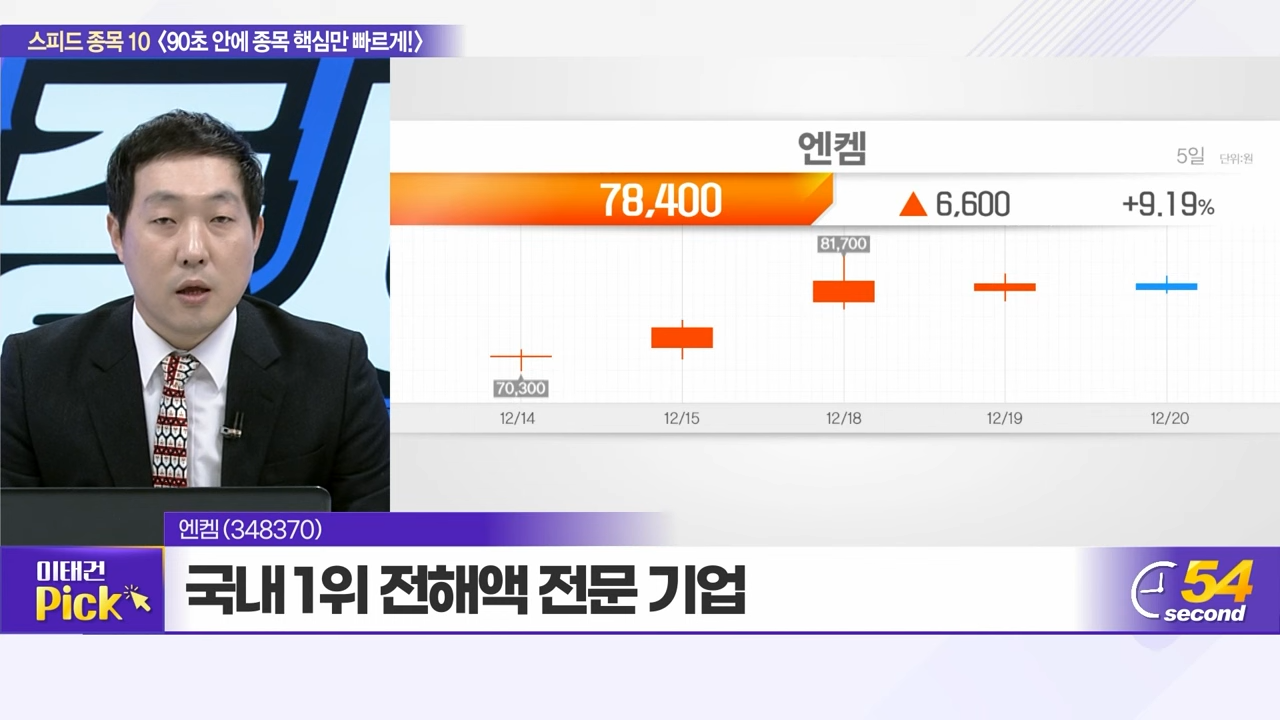 스피드 종목 10 〈90초 안에 종목 핵심만 빠르게!〉
엔켐
5일 단위:원
78,400 ▲ 6,600 +9.19%
81,700
70,300
12/14 12/15 12/18 12/19 12/20
엔켐 (348370)
이태건
Pick
국내 1위 전해액 전문 기업
54
second